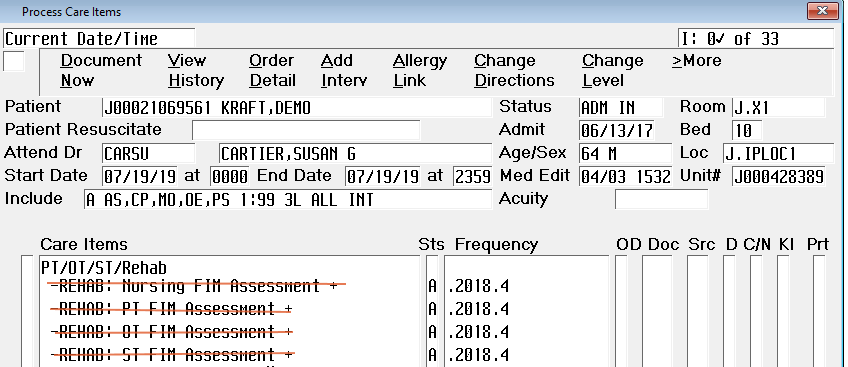 Process Care Items
Current Date/Time I: 0✓ of 33
Document View Order Add Allergy Change Change >More
Now History Detail Interv Link Directions Level
Patient J00021069561 KRAFT,DEMO Status ADM IN Room J.X1
Patient Resuscitate Admit 06/13/17 Bed 10
Attend Dr CARSU CARTIER,SUSAN G Age/Sex 64 M Loc J.IPLOC1
Start Date 07/19/19 at 0000 End Date 07/19/19 at 2359 Med Edit 04/03 1532 Unit# J000428389
Include A AS,CP,MO,OE,PS 1:99 3L ALL INT Acuity
Care Items Sts Frequency OD Doc Src D C/N KI Prt
PT/OT/ST/Rehab
-REHAB: Nursing FIM Assessment + A .2018.4
-REHAB: PT FIM Assessment + A .2018.4
-REHAB: OT FIM Assessment + A .2018.4
-REHAB: ST FIM Assessment + A .2018.4